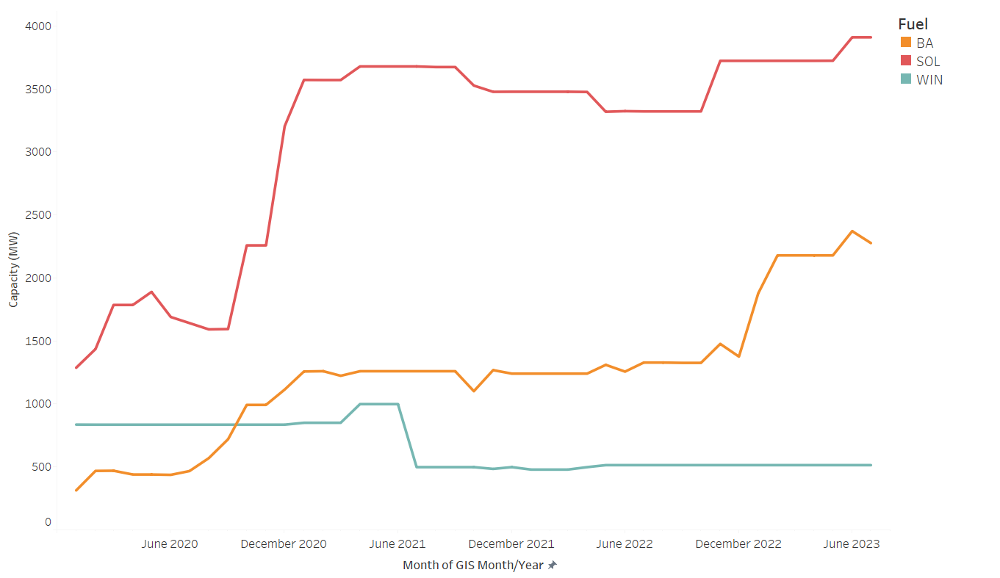 Fuel
BA
SOL
WIN
4000
3500
3000
2500
2000
1500
1000
500
0
Capacity (MW)
June 2020
December 2020
June 2021
December 2021
June 2022
December 2022
June 2023
Month of GIS Month/Year